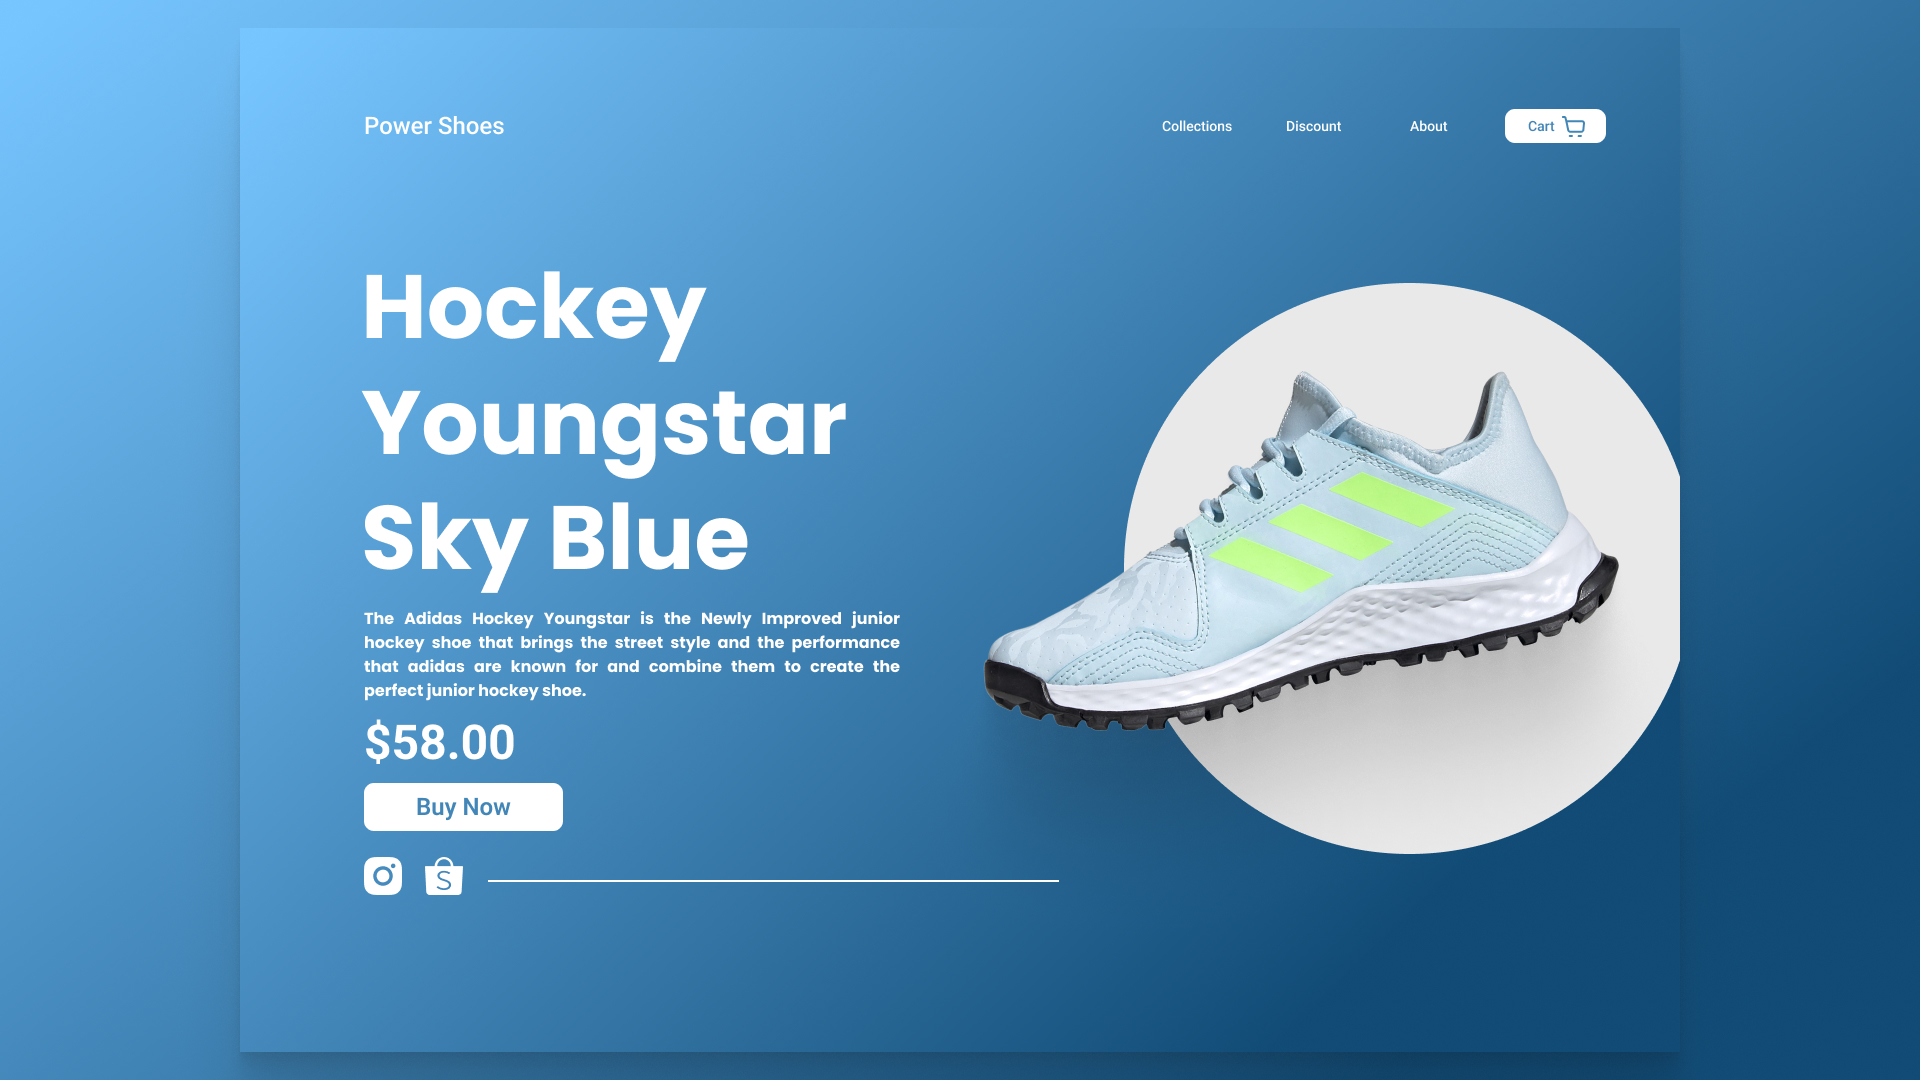 Power Shoes
Collections
Discount
About
Cart
Hockey
Youngstar
Sky Blue
The Adidas Hockey Youngstar is the Newly Improved junior
hockey shoe that brings the street style and the performance
that adidas are known for and combine them to create the
perfect junior hockey shoe.
$58.00
Buy Now
S